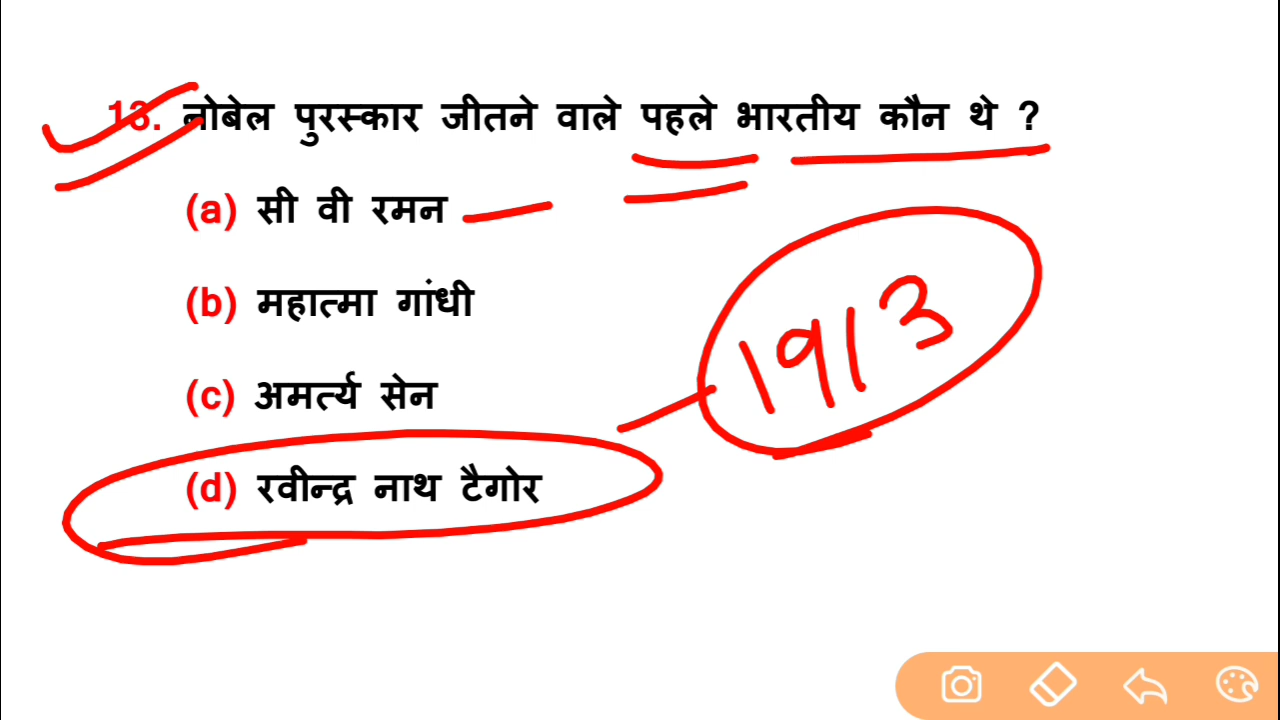 13. नोबेल पुरस्कार जीतने वाले पहले भारतीय कौन थे ?
(a) सी वी रमन
(b) महात्मा गांधी
(c) अमर्त्य सेन
1913
(d) रवीन्द्र नाथ टैगोर